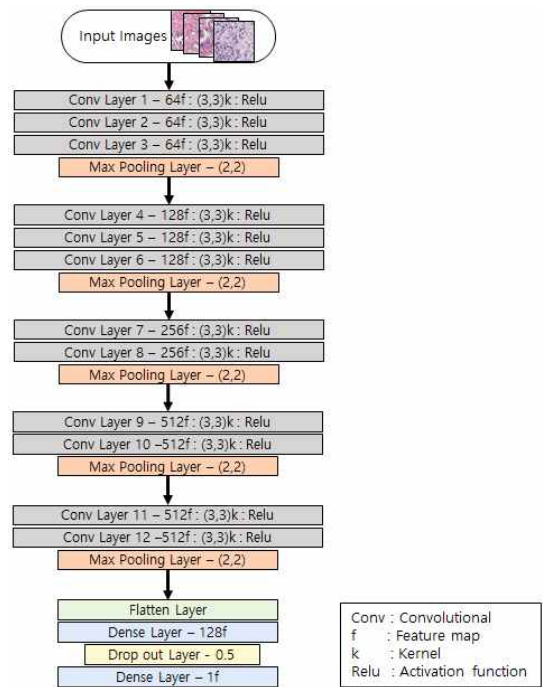 Input Images
Conv Layer 1 – 64f : (3,3)k : Relu
Conv Layer 2 – 64f : (3,3)k : Relu
Conv Layer 3 – 64f : (3,3)k : Relu
Max Pooling Layer – (2,2)
Conv Layer 4 – 128f : (3,3)k : Relu
Conv Layer 5 – 128f : (3,3)k : Relu
Conv Layer 6 – 128f : (3,3)k : Relu
Max Pooling Layer – (2,2)
Conv Layer 7 – 256f : (3,3)k : Relu
Conv Layer 8 – 256f : (3,3)k : Relu
Max Pooling Layer – (2,2)
Conv Layer 9 – 512f : (3,3)k : Relu
Conv Layer 10 –512f : (3,3)k : Relu
Max Pooling Layer – (2,2)
Conv Layer 11 – 512f : (3,3)k : Relu
Conv Layer 12 –512f : (3,3)k : Relu
Max Pooling Layer – (2,2)
Flatten Layer
Dense Layer – 128f
Drop out Layer - 0.5
Dense Layer – 1f
Conv : Convolutional
f : Feature map
k : Kernel
Relu : Activation function